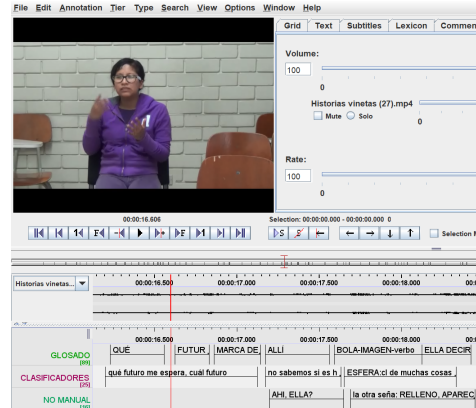 File Edit Annotation Tier Type Search View Options Window Help
Grid Text Subtitles Lexicon Commen
Volume:
100
0
Historias vinetas (27).mp4
Mute Solo
0
Rate:
100
0
00:00:16.606
Selection: 00:00:00.000 - 00:00:00.000 0
Selection M
Historias vinetas...
00:00:16.500 00:00:17.000 00:00:17.500 00:00:18.000
00:00:16.500 00:00:17.000 00:00:17.500 00:00:18.000
GLOSADO
QUÉ FUTUR MARCA DE ALLÍ BOLA-IMAGEN-verbo ELLA DECIR
CLASIFICADORES
[25]
qué futuro me espera, cuál futuro no sabemos si es h ESFERA:cl de muchas cosas
NO MANUAL
AHI, ELLA? la otra seña: RELLENO, APAREC